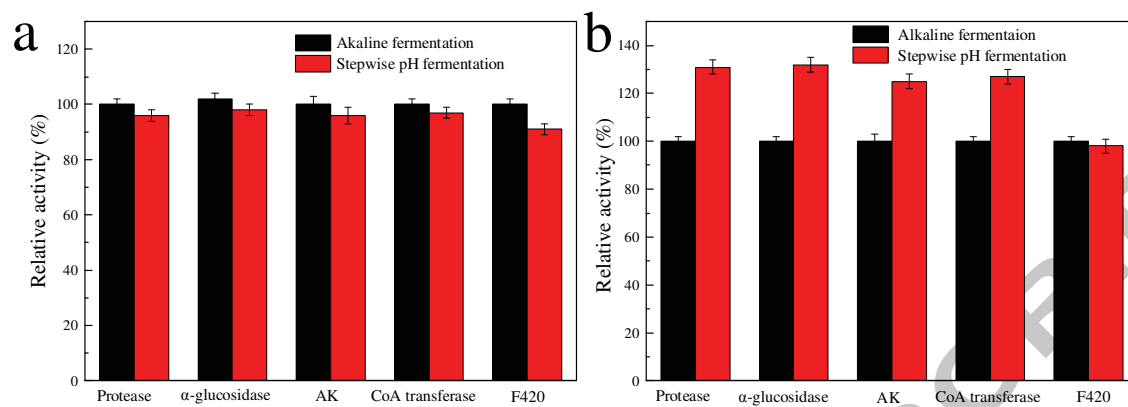 a
Relative activity (%)
120
100
80
60
40
20
0
Akaline fermentation
Stepwise pH fermentation
Protease
α-glucosidase
AK
CoA transferase
F420
b
Relative activity (%)
140
120
100
80
60
40
20
0
Alkaline fermentaion
Stepwise pH fermentation
Protease
α-glucosidase
AK
CoA transferase
F420